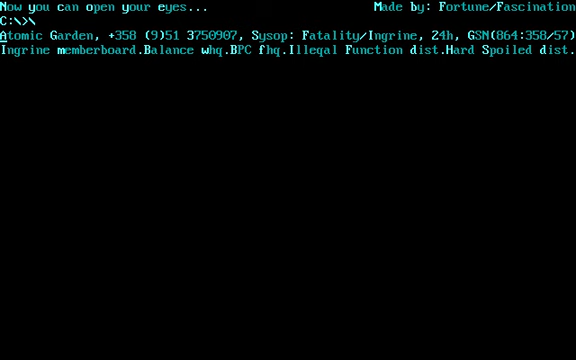 Now you can open your eyes... Made by: Fortune/Fascination
C:\>\
Atomic Garden, +358 (9)51 3750907, Sysop: Fatality/Ingrine, 24h, GSN(864:358/57)
Ingrine memberboard.Balance whq.BPC fhq.Illeqal Function dist.Hard Spoiled dist.